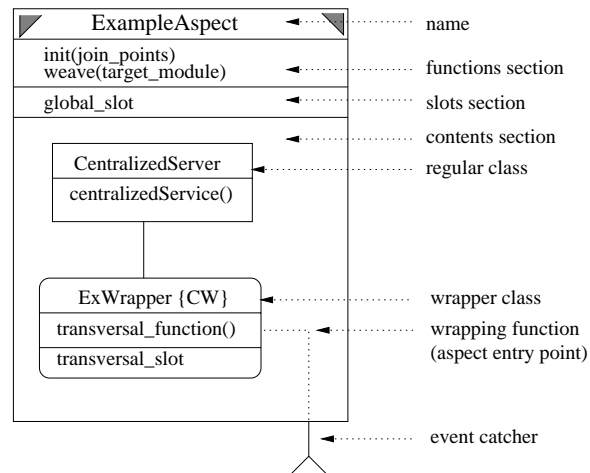 ExampleAspect
name
init(join_points)
weave(target_module)
functions section
global_slot
slots section
contents section
CentralizedServer
regular class
centralizedService()
ExWrapper {CW}
wrapper class
transversal_function()
wrapping function
(aspect entry point)
transversal_slot
event catcher